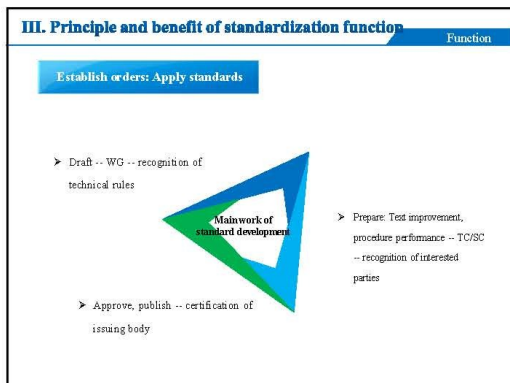 III. Principle and benefit of standardization function
Function
Establish orders: Apply standards
➤ Draft -- WG -- recognition of
technical rules
Main work of
standard development
➤ Prepare: Text improvement,
procedure performance -- TC/SC
-- recognition of interested
parties
➤ Approve, publish -- certification of
issuing body